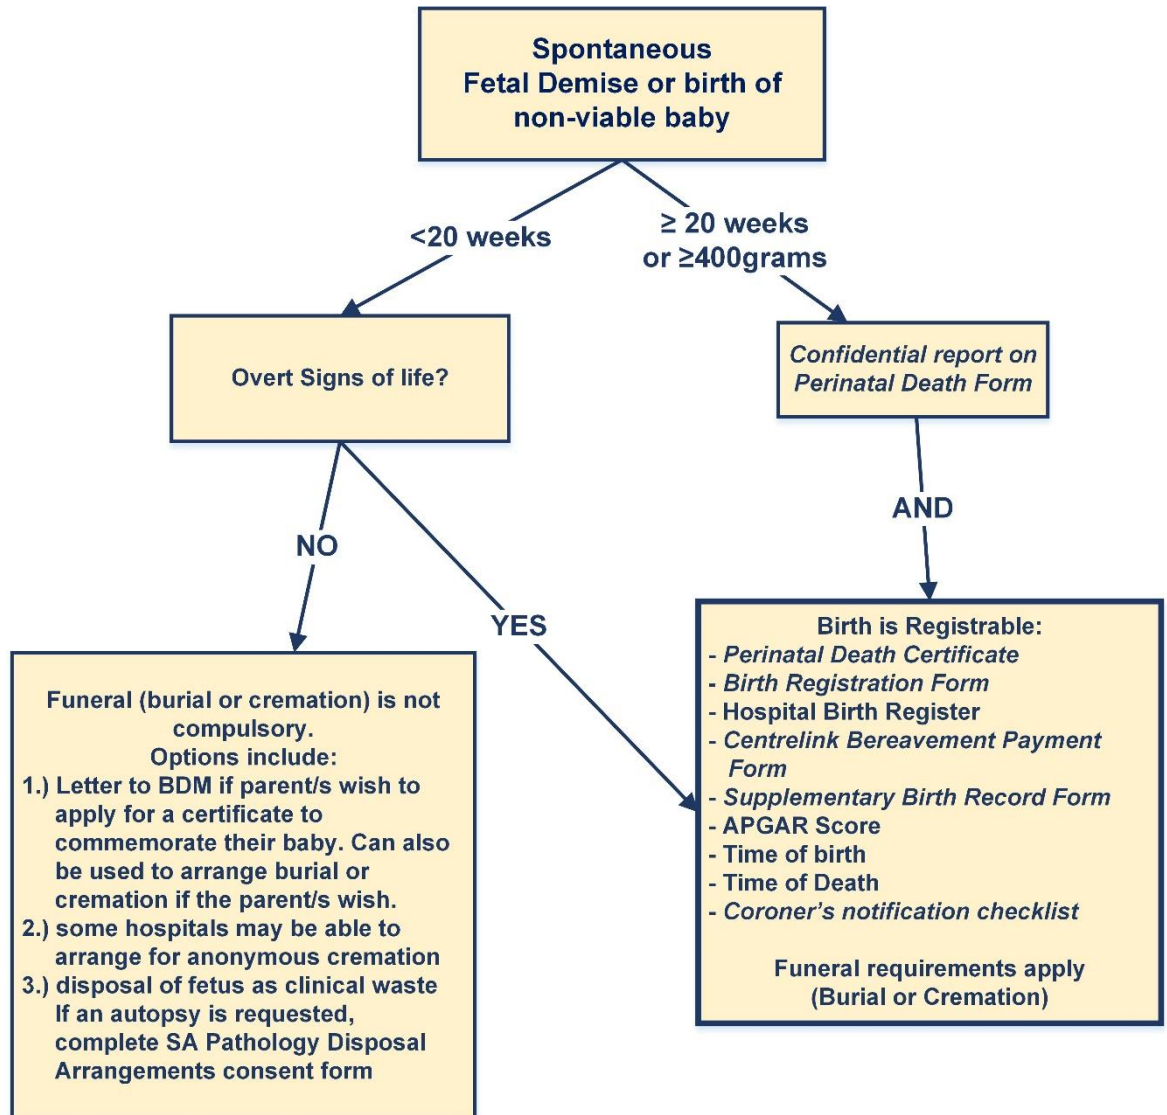 Spontaneous
Fetal Demise or birth of
non-viable baby
<20 weeks
≥ 20 weeks
or ≥400grams
Overt Signs of life?
Confidential report on
Perinatal Death Form
NO
YES
AND
Funeral (burial or cremation) is not
compulsory.
Options include:
1.) Letter to BDM if parent/s wish to
apply for a certificate to
commemorate their baby. Can also
be used to arrange burial or
cremation if the parent/s wish.
2.) some hospitals may be able to
arrange for anonymous cremation
3.) disposal of fetus as clinical waste
If an autopsy is requested,
complete SA Pathology Disposal
Arrangements consent form
Birth is Registrable:
- Perinatal Death Certificate
- Birth Registration Form
- Hospital Birth Register
- Centrelink Bereavement Payment
Form
- Supplementary Birth Record Form
- APGAR Score
- Time of birth
- Time of Death
- Coroner's notification checklist
Funeral requirements apply
(Burial or Cremation)